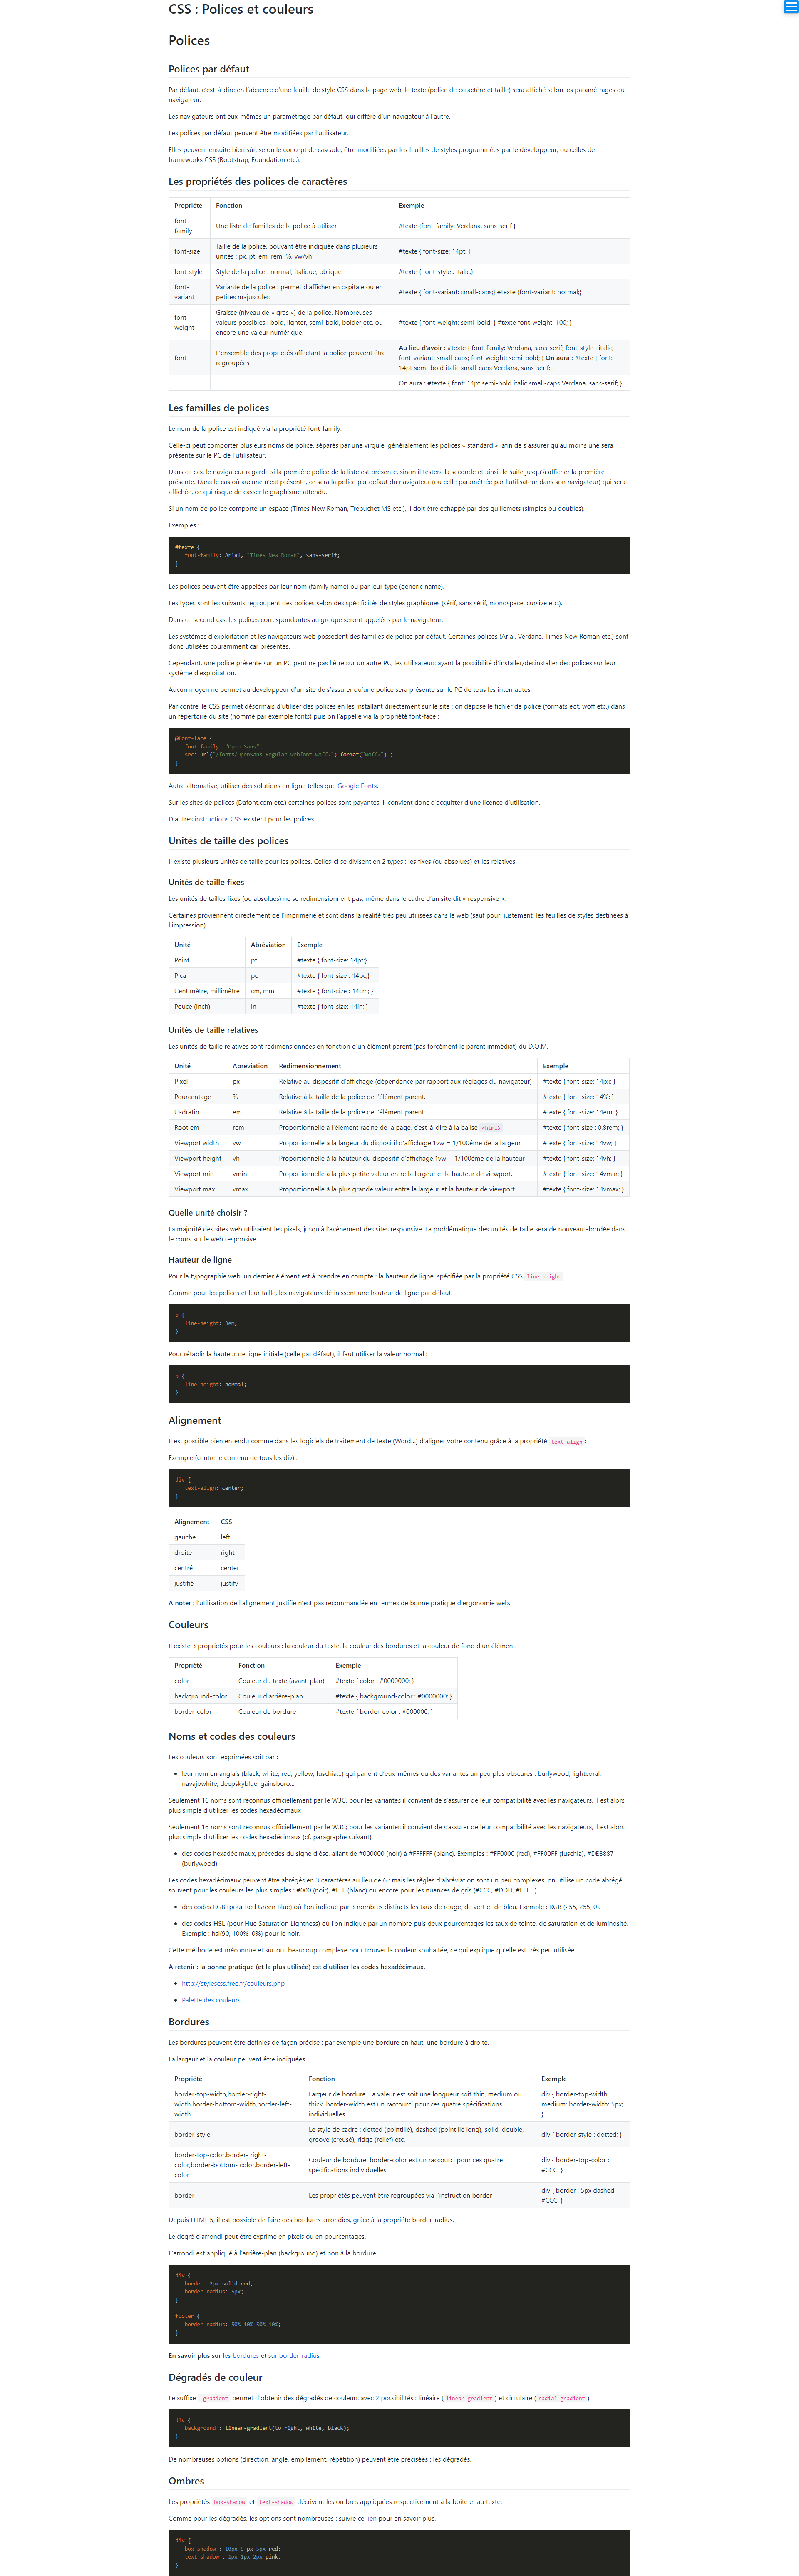 CSS : Polices et couleurs
Polices
Polices par défaut
Par défaut, c'est-à-dire en l'absence d'une feuille de style CSS dans la page web, le texte (police de caractère et taille) sera affiché selon les paramétrages du
navigateur.
Les navigateurs ont eux-mêmes un paramétrage par défaut, qui diffère d'un navigateur à l'autre.
Les polices par défaut peuvent être modifiées par l'utilisateur.
Elles peuvent ensuite bien sûr, selon le concept de cascade, être modifiées par les feuilles de styles programmées par le développeur, ou celles de
frameworks CSS (Bootstrap, Foundation etc.).
Les propriétés des polices de caractères
Propriété Fonction Exemple
font-
family Une liste de familles de la police à utiliser #texte {font-family: Verdana, sans-serif }
font-size Taille de la police, pouvant être indiquée dans plusieurs
unités : px, pt, em, rem, %, vw/vh #texte { font-size: 14pt; }
font-style Style de la police : normal, italique, oblique #texte { font-style : italic;}
font-
variant Variante de la police : permet d'afficher en capitale ou en
petites majuscules #texte { font-variant: small-caps;} #texte {font-variant: normal;}
font-
weight Graisse (niveau de « gras ») de la police. Nombreuses
valeurs possibles : bold, lighter, semi-bold, bolder etc. ou
encore une valeur numérique. #texte { font-weight: semi-bold; } #texte font-weight: 100; }
font L'ensemble des propriétés affectant la police peuvent être
regroupées Au lieu d'avoir : #texte { font-family: Verdana, sans-serif; font-style : italic;
font-variant: small-caps; font-weight: semi-bold; } On aura : #texte { font:
14pt semi-bold italic small-caps Verdana, sans-serif; }
On aura : #texte { font: 14pt semi-bold italic small-caps Verdana, sans-serif; }
Les familles de polices
Le nom de la police est indiqué via la propriété font-family.
Celle-ci peut comporter plusieurs noms de police, séparés par une virgule, généralement les polices « standard », afin de s'assurer qu'au moins une sera
présente sur le PC de l'utilisateur.
Dans ce cas, le navigateur regarde si la première police de la liste est présente, sinon il testera la seconde et ainsi de suite jusqu'à afficher la première
présente. Dans le cas où aucune n'est présente, ce sera la police par défaut du navigateur (ou celle paramétrée par l'utilisateur dans son navigateur) qui sera
affichée, ce qui risque de casser le graphisme attendu.
Si un nom de police comporte un espace (Times New Roman, Trebuchet MS etc.), il doit être échappé par des guillemets (simples ou doubles).
Exemples :
#texte {
font-family: Arial, "Times New Roman", sans-serif;
}
Les polices peuvent être appelées par leur nom (family name) ou par leur type (generic name).
Les types sont les suivants regroupent des polices selon des spécificités de styles graphiques (sérif, sans sérif, monospace, cursive etc.).
Dans ce second cas, les polices correspondantes au groupe seront appelées par le navigateur.
Les systèmes d'exploitation et les navigateurs web possèdent des familles de police par défaut. Certaines polices (Arial, Verdana, Times New Roman etc.) sont
donc utilisées couramment car présentes.
Cependant, une police présente sur un PC peut ne pas l'être sur un autre PC, les utilisateurs ayant la possibilité d'installer/désinstaller des polices sur leur
système d'exploitation.
Aucun moyen ne permet au développeur d'un site de s'assurer qu'une police sera présente sur le PC de tous les internautes.
Par contre, le CSS permet désormais d'utiliser des polices en les installant directement sur le site : on dépose le fichier de police (formats eot, woff etc.) dans
un répertoire du site (nommé par exemple fonts) puis on l'appelle via la propriété font-face :
@font-face {
font-family: "Open Sans";
src: url("/fonts/OpenSans-Regular-webfont.woff2") format("woff2") ;
}
Autre alternative, utiliser des solutions en ligne telles que Google Fonts.
Sur les sites de polices (Dafont.com etc.) certaines polices sont payantes, il convient donc d'acquitter d'une licence d'utilisation.
D'autres instructions CSS existent pour les polices
Unités de taille des polices
Il existe plusieurs unités de taille pour les polices. Celles-ci se divisent en 2 types : les fixes (ou absolues) et les relatives.
Unités de taille fixes
Les unités de tailles fixes (ou absolues) ne se redimensionnent pas, même dans le cadre d'un site dit « responsive ».
Certaines proviennent directement de l'imprimerie et sont dans la réalité très peu utilisées dans le web (sauf pour, justement, les feuilles de styles destinées à
l'impression).
Unité Abréviation Exemple
Point pt #texte { font-size: 14pt;}
Pica pc #texte { font-size : 14pc;}
Centimètre, millimètre cm, mm #texte { font-size : 14cm; }
Pouce (Inch) in #texte { font-size: 14in; }
Unités de taille relatives
Les unités de taille relatives sont redimensionnées en fonction d'un élément parent (pas forcément le parent immédiat) du D.O.M.
Unité Abréviation Redimensionnement Exemple
Pixel px Relative au dispositif d'affichage (dépendance par rapport aux réglages du navigateur) #texte { font-size: 14px; }
Pourcentage % Relative à la taille de la police de l'élément parent. #texte { font-size: 14%; }
Cadratin em Relative à la taille de la police de l'élément parent. #texte { font-size: 14em; }
Root em rem Proportionnelle à l'élément racine de la page, c'est-à-dire à la balise <html> #texte { font-size : 0.8rem; }
Viewport width vw Proportionnelle à la largeur du dispositif d'affichage.1vw = 1/100ème de la largeur #texte { font-size: 14vw; }
Viewport height vh Proportionnelle à la hauteur du dispositif d'affichage.1vw = 1/100ème de la hauteur #texte { font-size: 14vh; }
Viewport min vmin Proportionnelle à la plus petite valeur entre la largeur et la hauteur de viewport. #texte { font-size: 14vmin; }
Viewport max vmax Proportionnelle à la plus grande valeur entre la largeur et la hauteur de viewport. #texte { font-size: 14vmax; }
Quelle unité choisir ?
La majorité des sites web utilisaient les pixels, jusqu'à l'avènement des sites responsive. La problématique des unités de taille sera de nouveau abordée dans
le cours sur le web responsive.
Hauteur de ligne
Pour la typographie web, un dernier élément est à prendre en compte : la hauteur de ligne, spécifiée par la propriété CSS line-height.
Comme pour les polices et leur taille, les navigateurs définissent une hauteur de ligne par défaut.
p {
line-height: 3em;
}
Pour rétablir la hauteur de ligne initiale (celle par défaut), il faut utiliser la valeur normal :
p {
line-height: normal;
}
Alignement
Il est possible bien entendu comme dans les logiciels de traitement de texte (Word...) d'aligner votre contenu grâce à la propriété text-align :
Exemple (centre le contenu de tous les div) :
div {
text-align: center;
}
Alignement CSS
gauche left
droite right
centré center
justifié justify
A noter : l'utilisation de l'alignement justifié n'est pas recommandée en termes de bonne pratique d'ergonomie web.
Couleurs
Il existe 3 propriétés pour les couleurs : la couleur du texte, la couleur des bordures et la couleur de fond d'un élément.
Propriété Fonction Exemple
color Couleur du texte (avant-plan) #texte { color : #0000000; }
background-color Couleur d'arrière-plan #texte { background-color : #0000000; }
border-color Couleur de bordure #texte { border-color : #000000; }
Noms et codes des couleurs
Les couleurs sont exprimées soit par :
leur nom en anglais (black, white, red, yellow, fuschia...) qui parlent d'eux-mêmes ou des variantes un peu plus obscures : burlywood, lightcoral,
navajowhite, deepskyblue, gainsboro...
Seulement 16 noms sont reconnus officiellement par le W3C, pour les variantes il convient de s'assurer de leur compatibilité avec les navigateurs, il est alors
plus simple d'utiliser les codes hexadécimaux
Seulement 16 noms sont reconnus officiellement par le W3C; pour les variantes il convient de s'assurer de leur compatibilité avec les navigateurs, il est alors
plus simple d'utiliser les codes hexadécimaux (cf. paragraphe suivant).
des codes hexadécimaux, précédés du signe dièse, allant de #000000 (noir) à #FFFFFF (blanc). Exemples : #FF0000 (red), #FF00FF (fuschia), #DEB887
(burlywood).
Les codes hexadécimaux peuvent être abrégés en 3 caractères au lieu de 6 : mais les règles d'abréviation sont un peu complexes, on utilise un code abrégé
souvent pour les couleurs les plus simples : #000 (noir), #FFF (blanc) ou encore pour les nuances de gris (#CCC, #DDD, #EEE...).
des codes RGB (pour Red Green Blue) où l'on indique par 3 nombres distincts les taux de rouge, de vert et de bleu. Exemple : RGB (255, 255, 0).
des codes HSL (pour Hue Saturation Lightness) où l'on indique par un nombre puis deux pourcentages les taux de teinte, de saturation et de luminosité.
Exemple : hsl(90, 100% ,0%) pour le noir.
Cette méthode est méconnue et surtout beaucoup complexe pour trouver la couleur souhaitée, ce qui explique qu'elle est très peu utilisée.
A retenir : la bonne pratique (et la plus utilisée) est d'utiliser les codes hexadécimaux.
http://stylescss.free.fr/couleurs.php
Palette des couleurs
Bordures
Les bordures peuvent être définies de façon précise : par exemple une bordure en haut, une bordure à droite.
La largeur et la couleur peuvent être indiquées.
Propriété Fonction Exemple
border-top-width,border-right-
width,border-bottom-width,border-left-
width Largeur de bordure. La valeur est soit une longueur soit thin, medium ou
thick. border-width est un raccourci pour ces quatre spécifications
individuelles. div { border-top-width:
medium; border-width: 5px;
}
border-style Le style de cadre : dotted (pointillé), dashed (pointillé long), solid, double,
groove (creusé), ridge (relief) etc. div { border-style : dotted; }
border-top-color,border- right-
color,border-bottom- color,border-left-
color Couleur de bordure. border-color est un raccourci pour ces quatre
spécifications individuelles. div { border-top-color :
#CCC; }
border Les propriétés peuvent être regroupées via l'instruction border div { border : 5px dashed
#CCC; }
Depuis HTML 5, il est possible de faire des bordures arrondies, grâce à la propriété border-radius.
Le degré d'arrondi peut être exprimé en pixels ou en pourcentages.
L'arrondi est appliqué à l'arrière-plan (background) et non à la bordure.
div {
border: 2px solid red;
border-radius: 5px;
}
footer {
border-radius: 50% 10% 50% 10%;
}
En savoir plus sur les bordures et sur border-radius.
Dégradés de couleur
Le suffixe -gradient permet d'obtenir des dégradés de couleurs avec 2 possibilités : linéaire ( linear-gradient ) et circulaire ( radial-gradient )
div {
background : linear-gradient(to right, white, black);
}
De nombreuses options (direction, angle, empilement, répétition) peuvent être précisées : les dégradés.
Ombres
Les propriétés box-shadow et text-shadow décrivent les ombres appliquées respectivement à la boîte et au texte.
Comme pour les dégradés, les options sont nombreuses : suivre ce lien pour en savoir plus.
div {
box-shadow : 10px 5 px 5px red;
text-shadow : 1px 1px 2px pink;
}